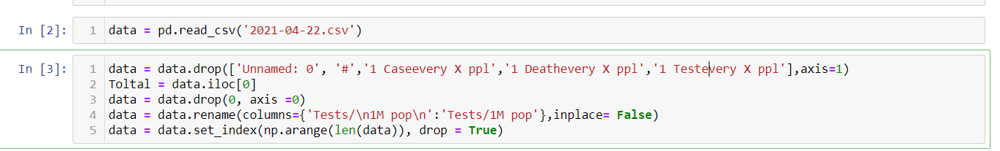 In [2]: 1 data = pd.read_csv('2021-04-22.csv')
In [3]: 1 data = data.drop(['Unnamed: 0', '#','1 Caseevery X ppl','1 Deathevery X ppl','1 Testevery X ppl'],axis=1)
2 Toltal = data.iloc[0]
3 data = data.drop(0, axis =0)
4 data = data.rename(columns={'Tests/\n1M pop\n':'Tests/1M pop'},inplace= False)
5 data = data.set_index(np.arange(len(data)), drop = True)